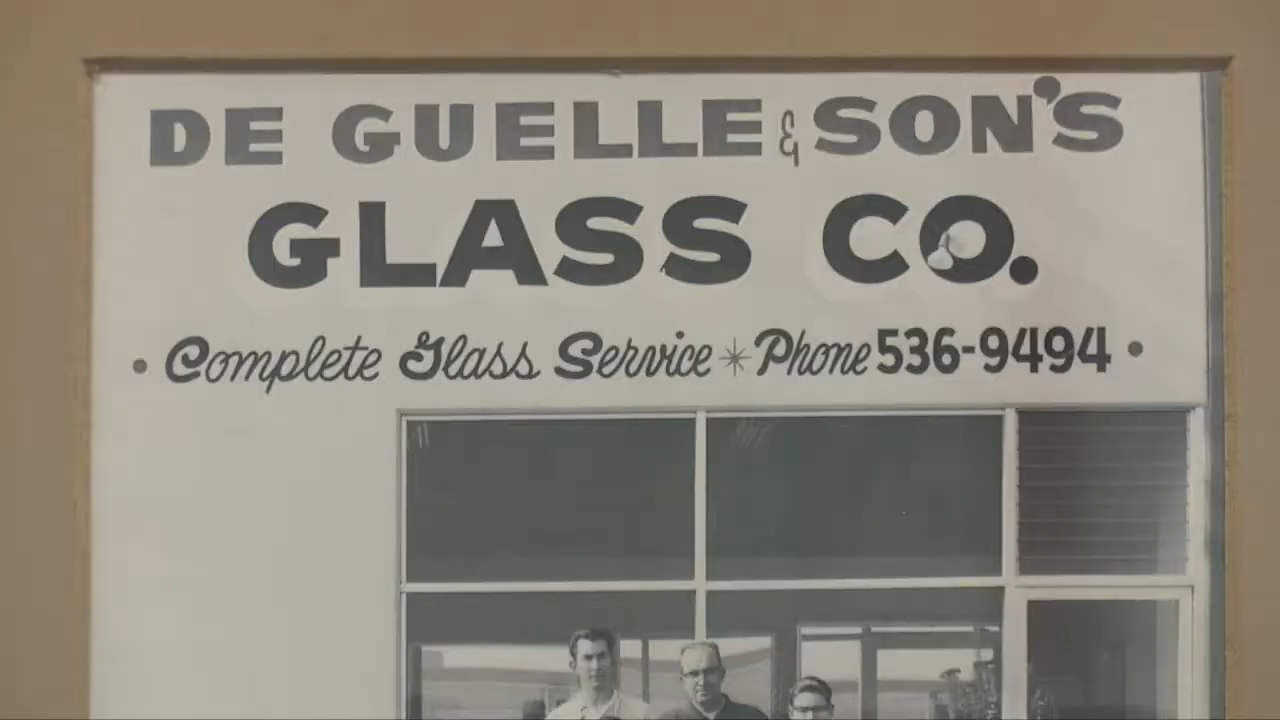 DE GUELLE & SON'S
GLASS CO.
• Complete Glass Service * Phone 536-9494 •